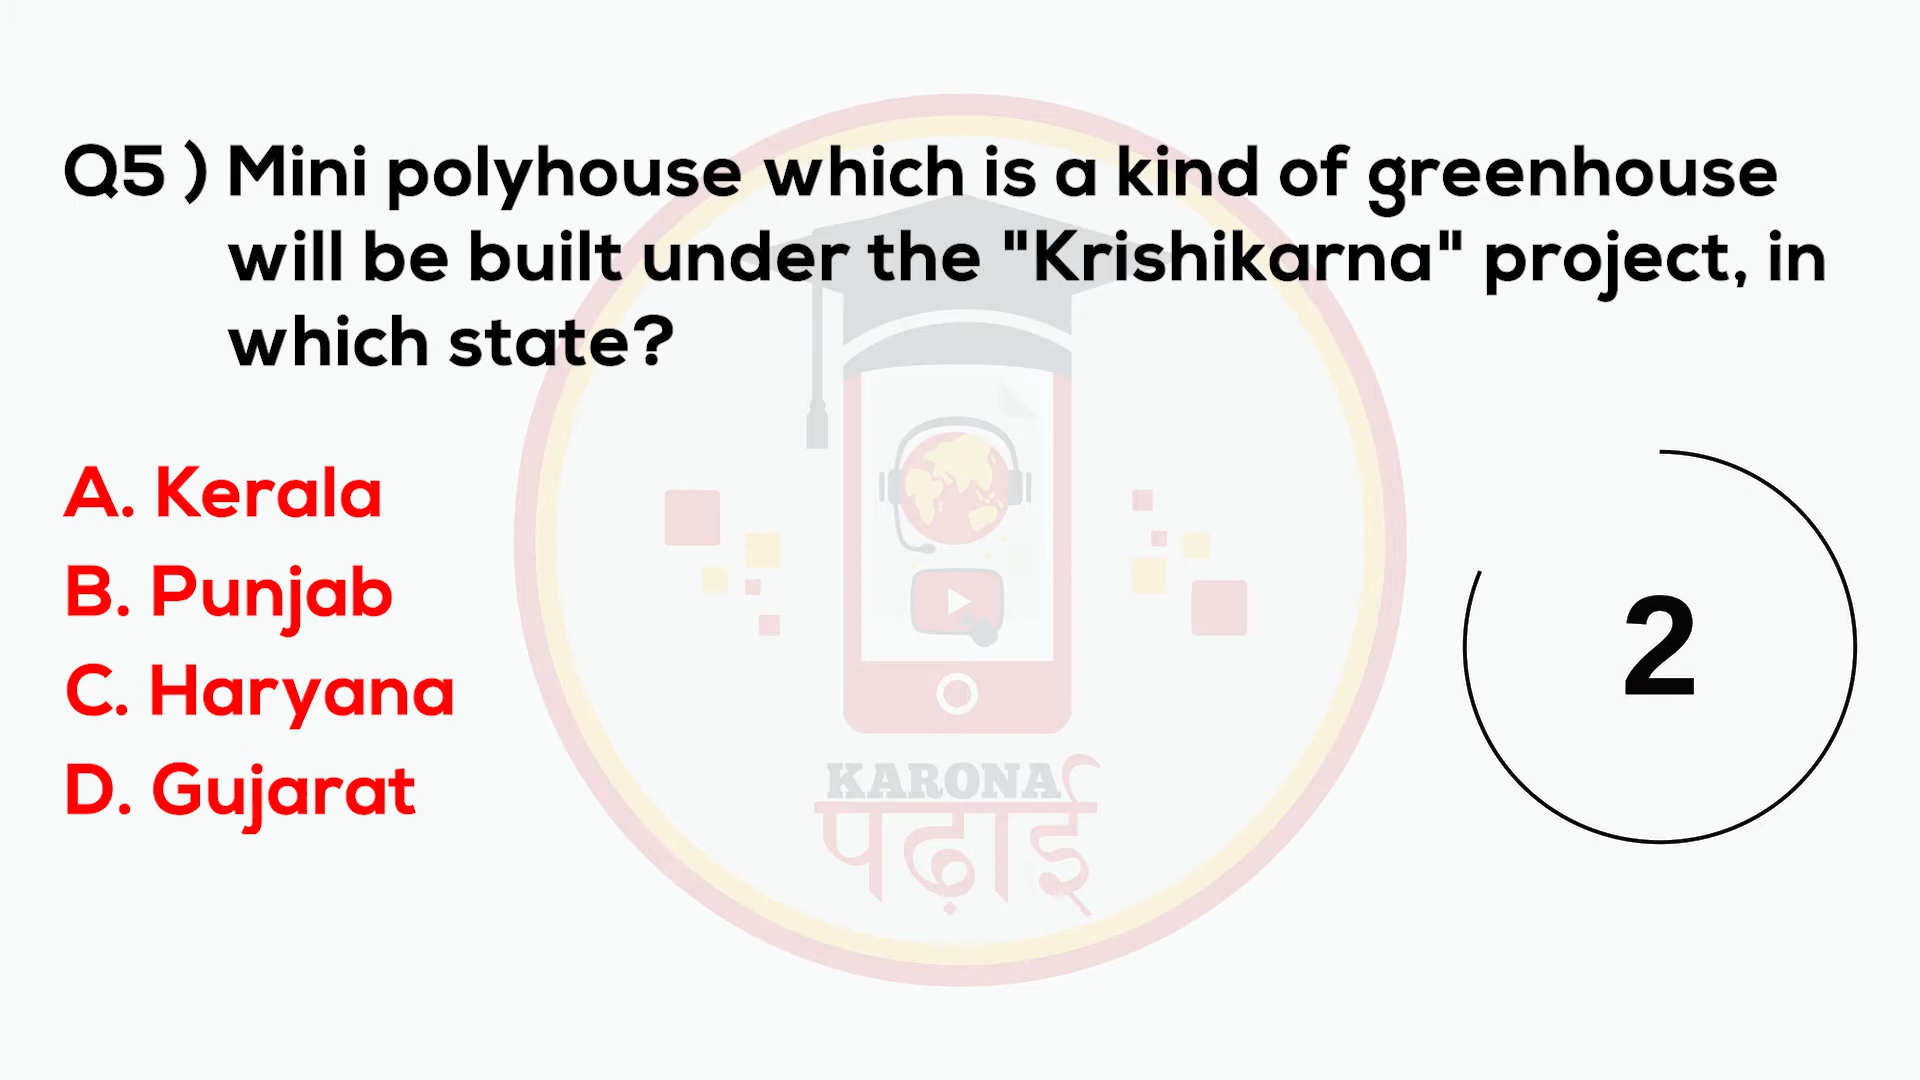 Q5 ) Mini polyhouse which is a kind of greenhouse
will be built under the "Krishikarna" project, in
which state?
A. Kerala
B. Punjab
C. Haryana
D. Gujarat
2
KARONA
पढ़ाई